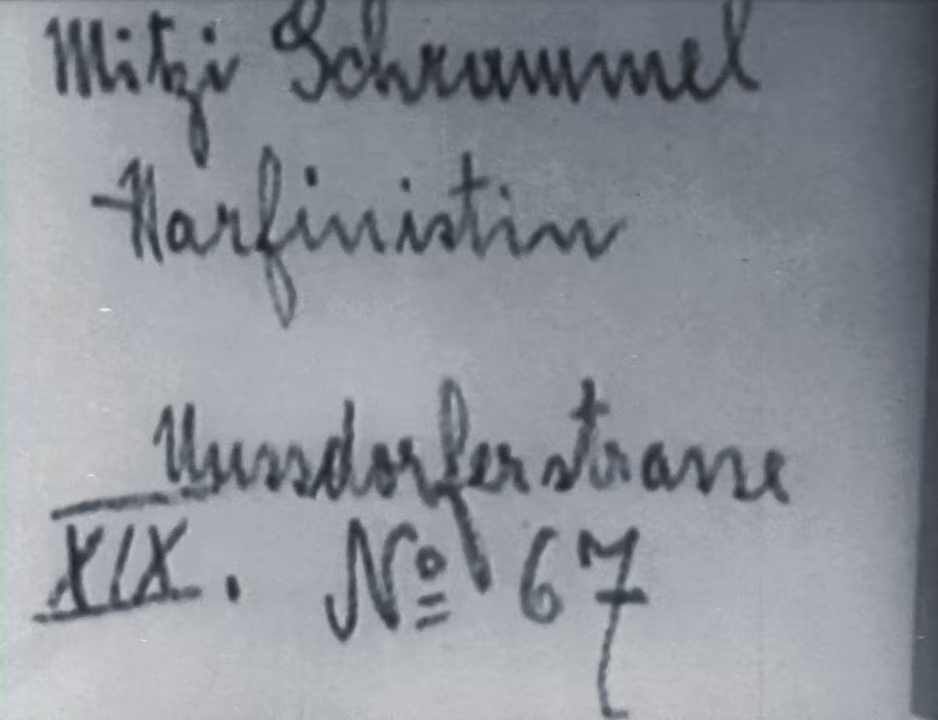 Mitzi Schrammel
Harfinistin
Nussdorferstrasse
XIX. No 67